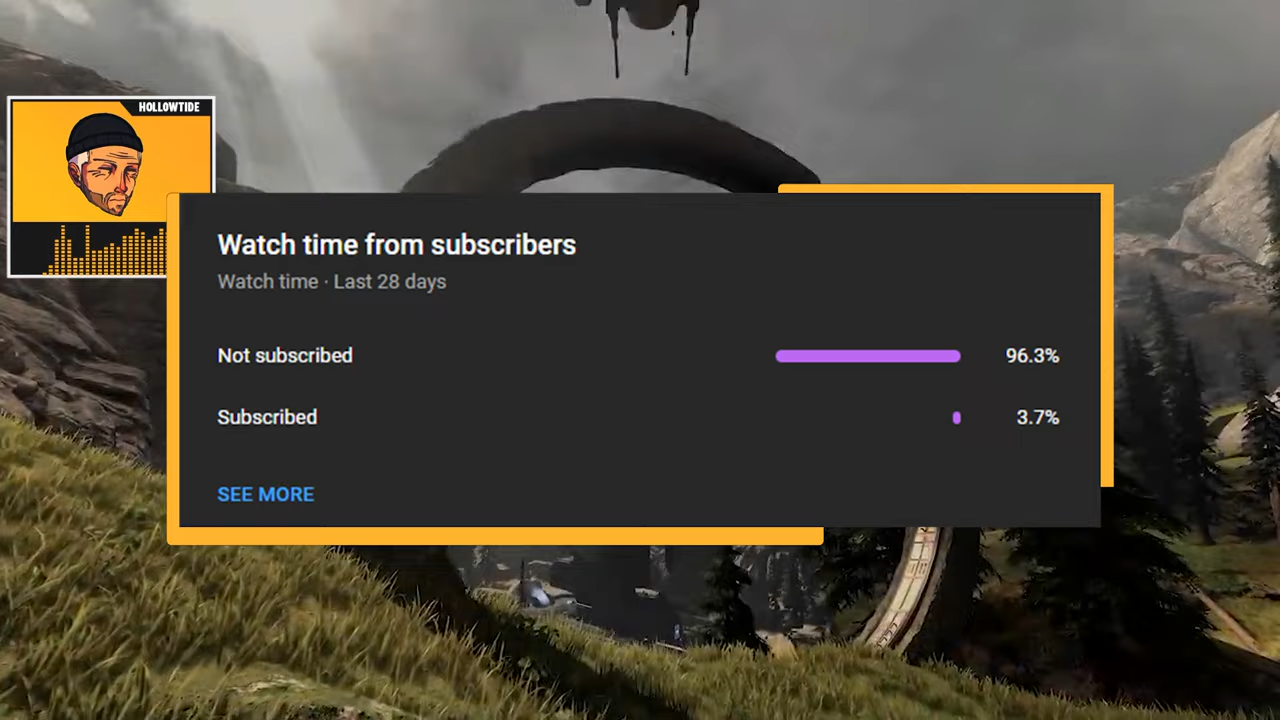 HOLLOWTIDE
Watch time from subscribers
Watch time · Last 28 days
Not subscribed 96.3%
Subscribed 3.7%
SEE MORE